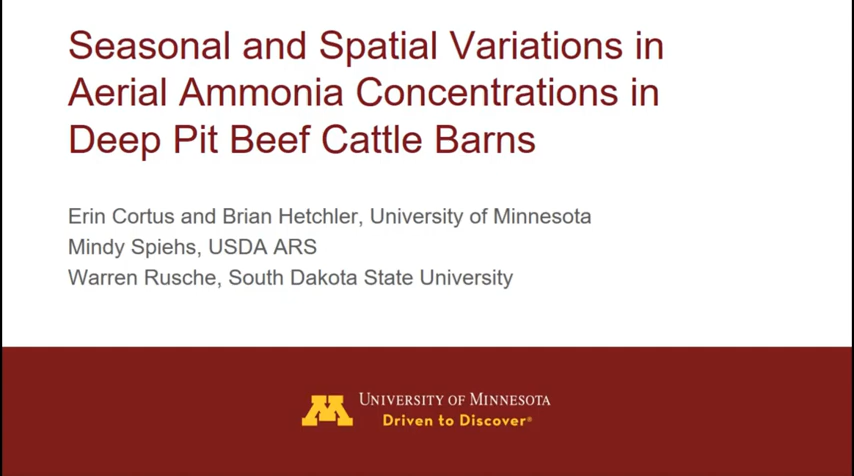 Seasonal and Spatial Variations in
Aerial Ammonia Concentrations in
Deep Pit Beef Cattle Barns
Erin Cortus and Brian Hetchler, University of Minnesota
Mindy Spiehs, USDA ARS
Warren Rusche, South Dakota State University
M
UNIVERSITY OF MINNESOTA
Driven to Discover®